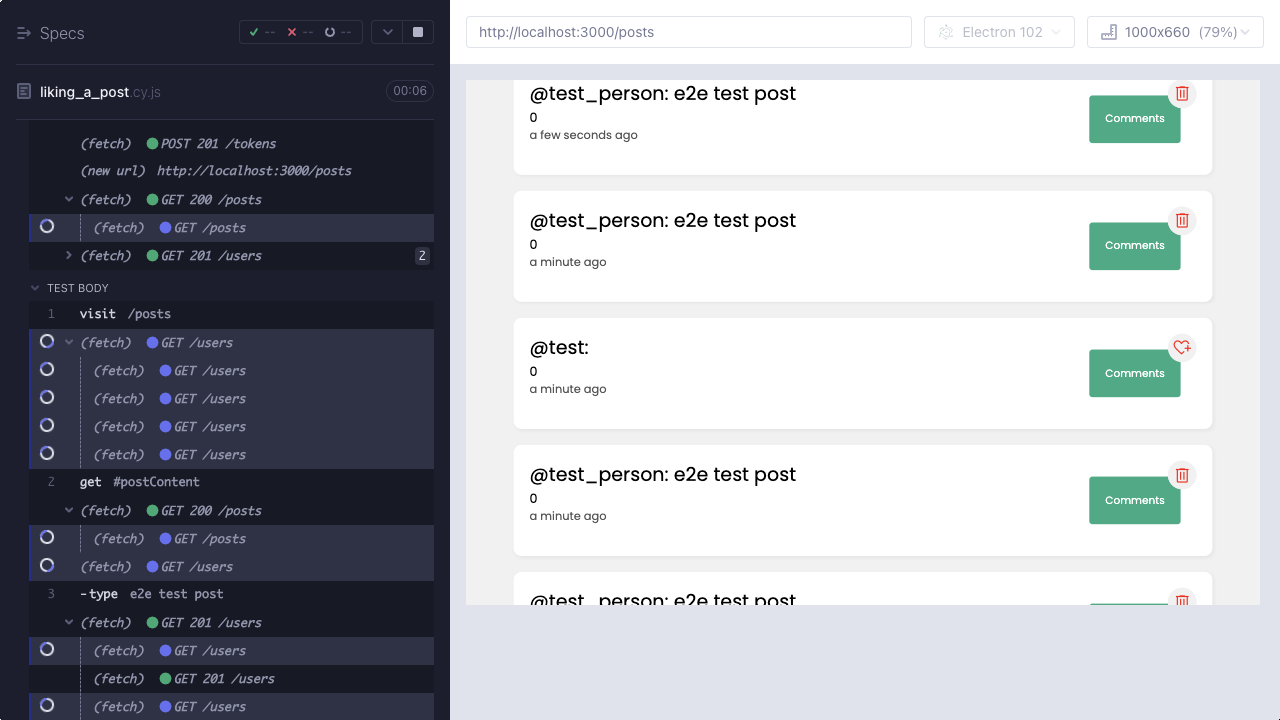 Specs
-- -- --
liking_a_post.cy.js
00:06
(fetch) POST 201 /tokens
(new url) http://localhost:3000/posts
(fetch) GET 200 /posts
(fetch) GET /posts
(fetch) GET 201 /users 2
TEST BODY
1 visit /posts
(fetch) GET /users
(fetch) GET /users
(fetch) GET /users
(fetch) GET /users
(fetch) GET /users
2 get #postContent
(fetch) GET 200 /posts
(fetch) GET /posts
(fetch) GET /users
3 -type e2e test post
(fetch) GET 201 /users
(fetch) GET /users
(fetch) GET 201 /users
(fetch) GET /users
http://localhost:3000/posts
Electron 102
1000x660 (79%)
@test_person: e2e test post
0
a few seconds ago
Comments
@test_person: e2e test post
0
a minute ago
Comments
@test:
0
a minute ago
Comments
@test_person: e2e test post
0
a minute ago
Comments
@test_person: e2e test post